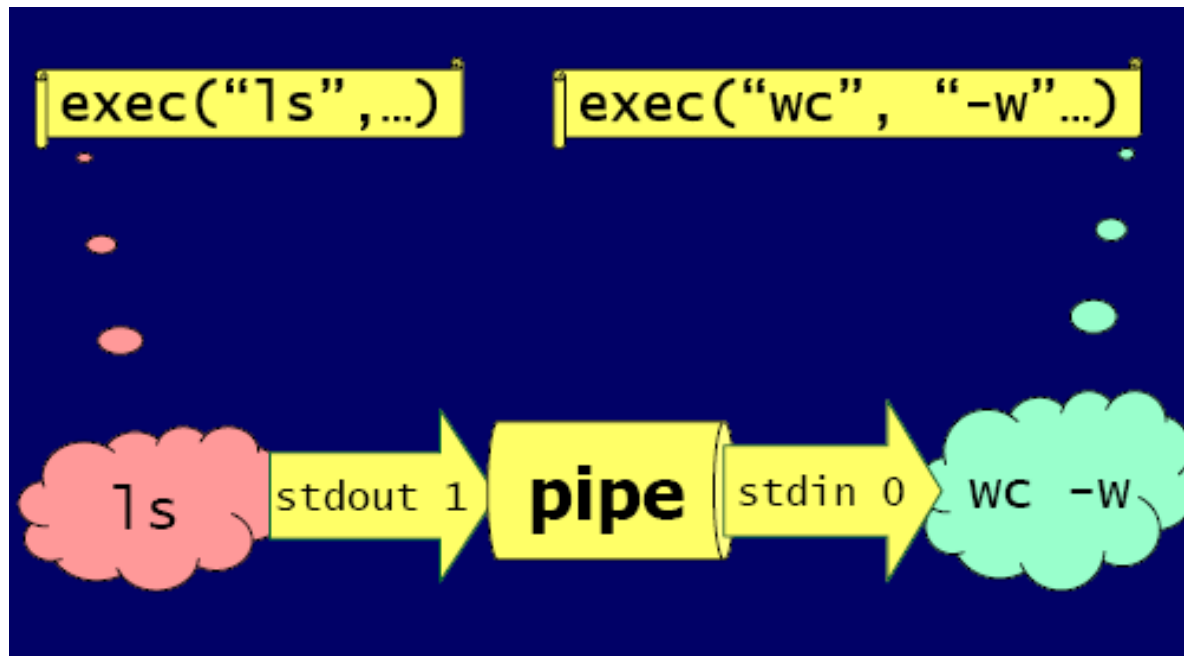 exec(“ls”,…)
exec(“wc”, “-w”…)
ls
stdout 1
pipe
stdin 0
wc -w